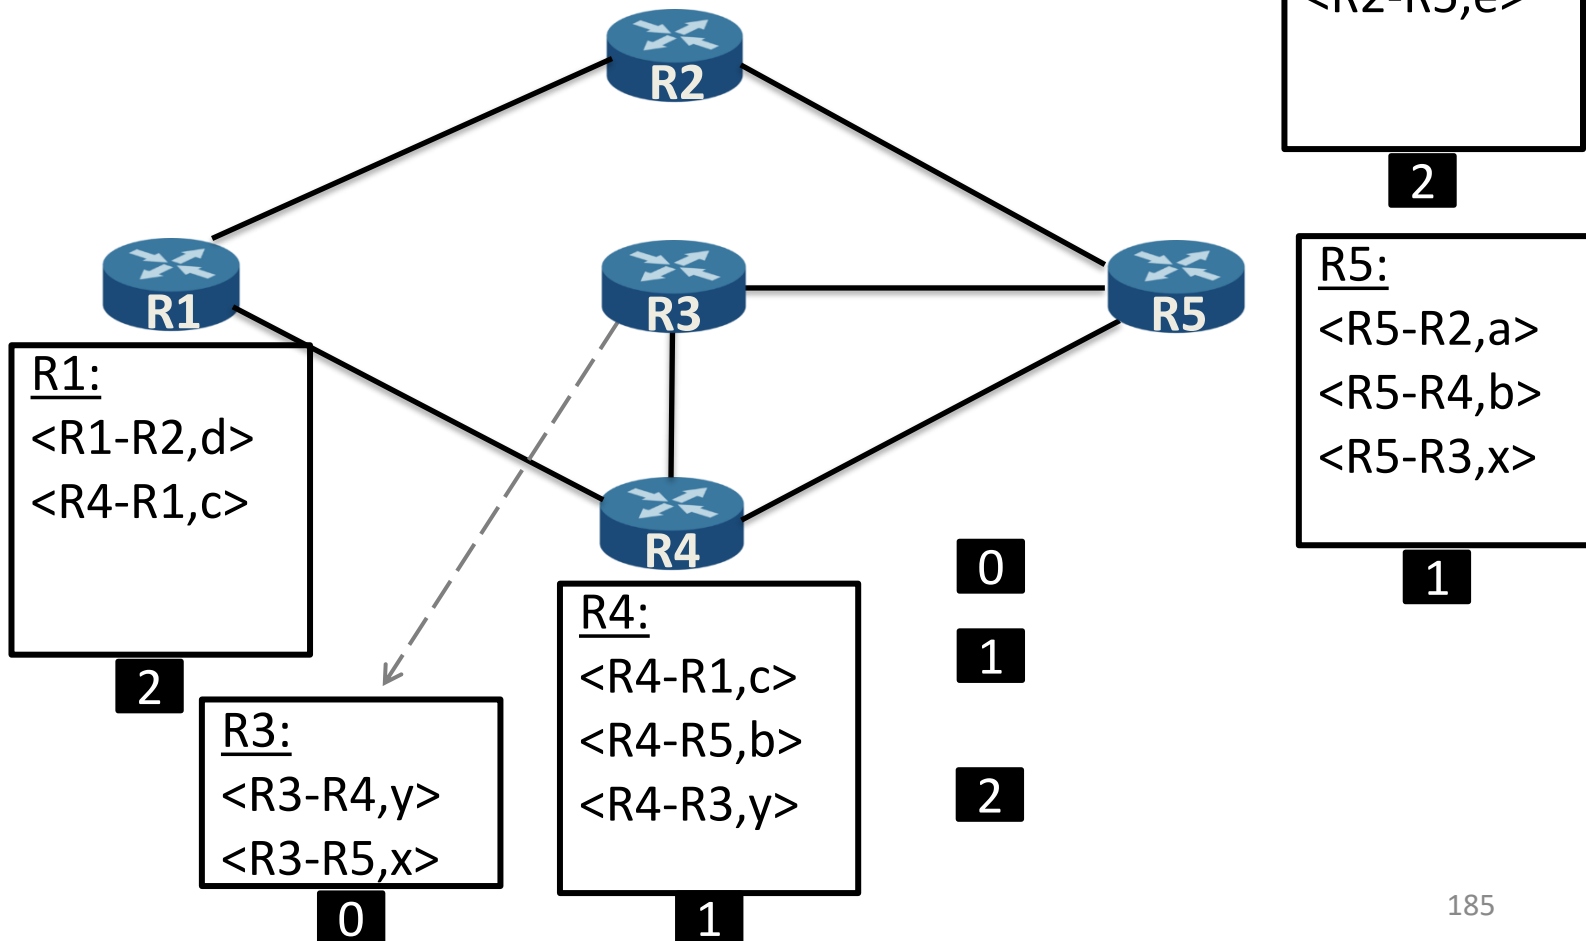 <R2-R5,e>
2
R2
R1
R3
R5
R4
R5:
<R5-R2,a>
<R5-R4,b>
<R5-R3,x>
1
R1:
<R1-R2,d>
<R4-R1,c>
2
R3:
<R3-R4,y>
<R3-R5,x>
0
R4:
<R4-R1,c>
<R4-R5,b>
<R4-R3,y>
1
0
1
2
185